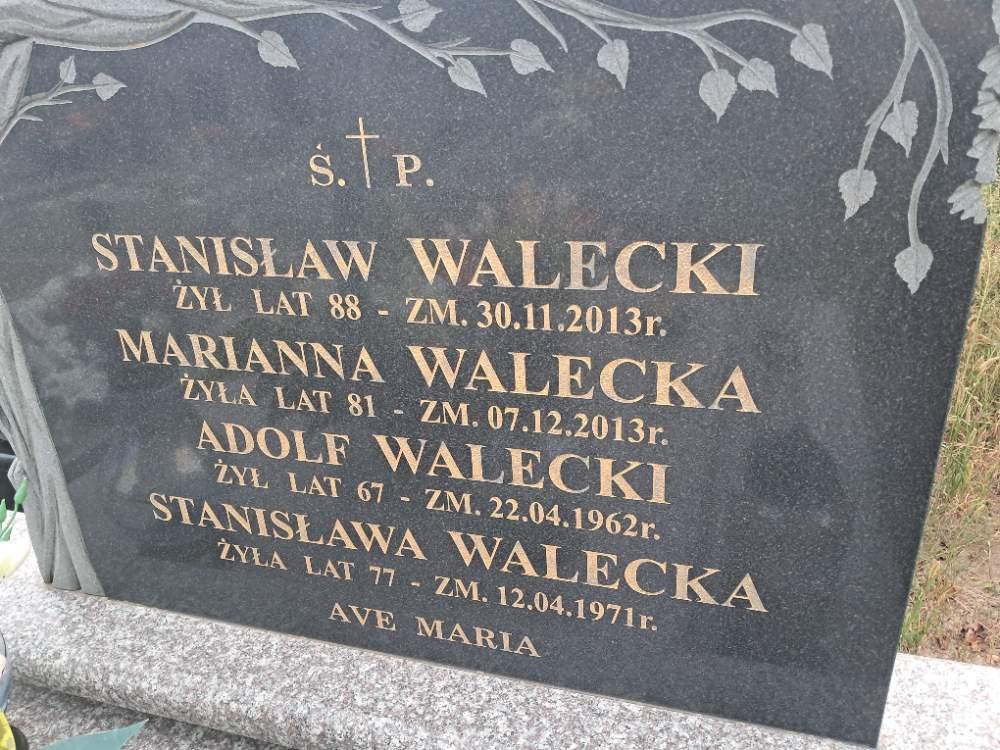 Ś. P.
STANISŁAW WALECKI
ŻYŁ LAT 88 - ZM. 30.11.2013r.
MARIANNA WALECKA
ŻYŁA LAT 81 - ZM. 07.12.2013r.
ADOLF WALECKI
ŻYŁ LAT 67 - ZM. 22.04.1962r.
STANISŁAWA WALECKA
ŻYŁA LAT 77 - ZM. 12.04.1971r.
AVE MARIA